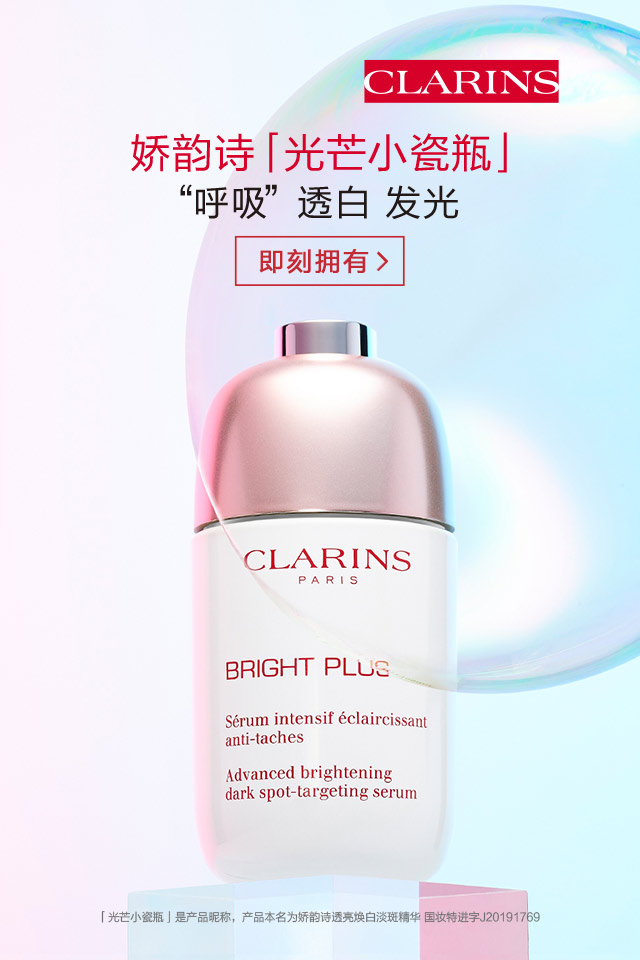 CLARINS
娇韵诗「光芒小瓷瓶」
“呼吸” 透白 发光
即刻拥有 >
CLARINS
PARIS
BRIGHT PLUS
Sérum intensif éclaircissant
anti-taches
Advanced brightening
dark spot-targeting serum
「光芒小瓷瓶」是产品昵称，产品本名为娇韵诗透亮焕白淡斑精华 国妆特进字J20191769